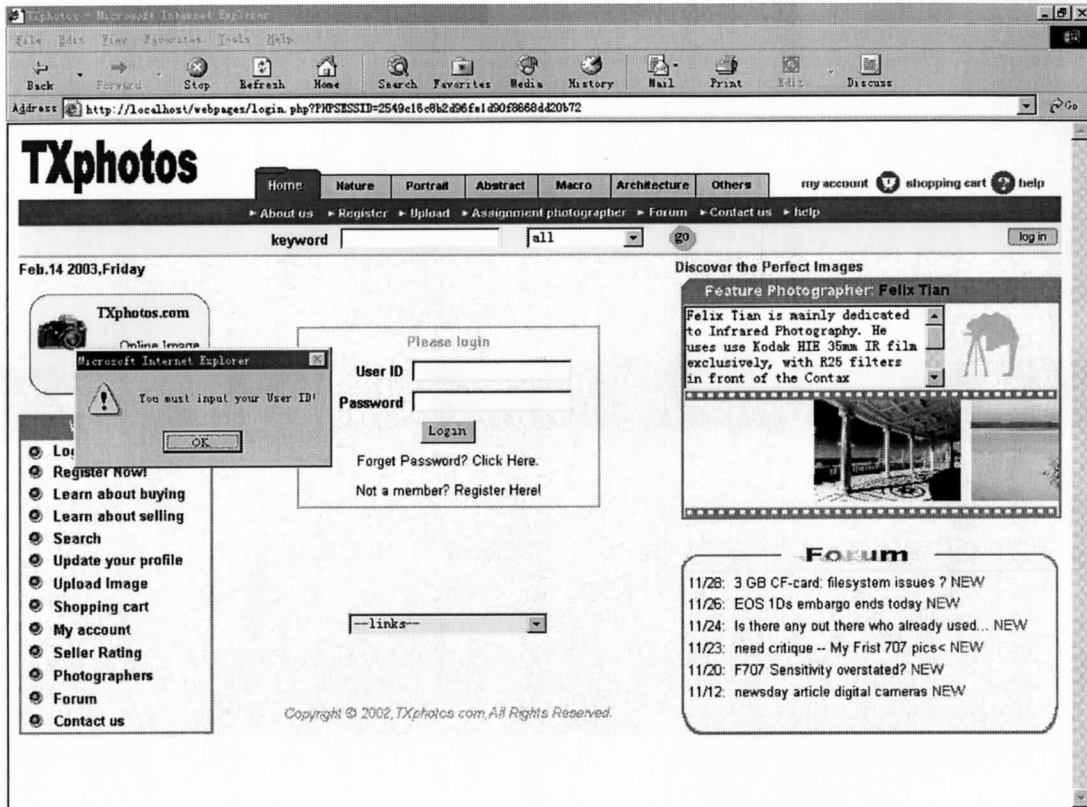 TXphotos - Microsoft Internet Explorer
File Edit View Favorites Tools Help
Back Forward Stop Refresh Home Search Favorites Media History Mail Print Edit Discuss
Address http://localhost/webpages/login.php?PHPSESSID=2549c16c8b2d96fe1d90f8668dd20b72 Go
TXphotos
Home Nature Portrait Abstract Macro Architecture Others my account shopping cart help
About us Register Upload Assignment photographer Forum Contact us help
keyword all go log in
Feb.14 2003,Friday
TXphotos.com
Online Image
Microsoft Internet Explorer
You must input your User ID!
OK
Register Now!
Learn about buying
Learn about selling
Search
Update your profile
Upload Image
Shopping cart
My account
Seller Rating
Photographers
Forum
Contact us
Please login
User ID
Password
Login
Forget Password? Click Here.
Not a member? Register Here!
--links--
Copyright © 2002,TXphotos com,All Rights Reserved.
Discover the Perfect Images
Feature Photographer: Felix Tian
Felix Tian is mainly dedicated
to Infrared Photography. He
uses use Kodak HIE 35mm IR film
exclusively, with R25 filters
in front of the Contax
Forum
11/28: 3 GB CF-card: filesystem issues ? NEW
11/26: EOS 1Ds embargo ends today NEW
11/24: Is there any out there who already used... NEW
11/23: need critique -- My Frist 707 pics< NEW
11/20: F707 Sensitivity overstated? NEW
11/12: newsday article digital cameras NEW